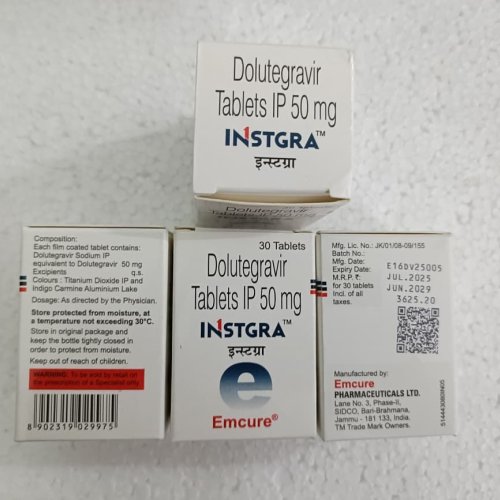 Dolutegravir
Tablets IP 50 mg
INSTGRA™
इन्स्टग्रा
Dolutegravir
Tablets IP 50 mg
Composition:
Each film coated tablet contains:
Dolutegravir Sodium IP
equivalent to Dolutegravir 50 mg
Excipients q.s.
Colours : Titanium Dioxide IP and
Indigo Carmine Aluminium Lake
Dosage: As directed by the Physician.
Store protected from moisture, at
a temperature not exceeding 30°C.
Store in original package and
keep the bottle tightly closed in
order to protect from moisture.
Keep out of reach of children.
WARNING: To be sold by retail on
the prescription of a Specialist only.
8 902319 029975
30 Tablets
Dolutegravir
Tablets IP 50 mg
INSTGRA™
इन्स्टग्रा
e
Emcure®
Mfg. Lic. No.: JK/01/08-09/155
Batch No.: E16DV25005
Mfg. Date: JUL.2025
Expiry Date: JUN.2029
M.R.P. ₹: 3625.20
for 30 tablets
Incl. of all
taxes.
Manufactured by:
Emcure
PHARMACEUTICALS LTD.
Lane No. 3, Phase-II,
SIDCO, Bari-Brahmana,
Jammu - 181 133, India.
TM Trade Mark Owners.